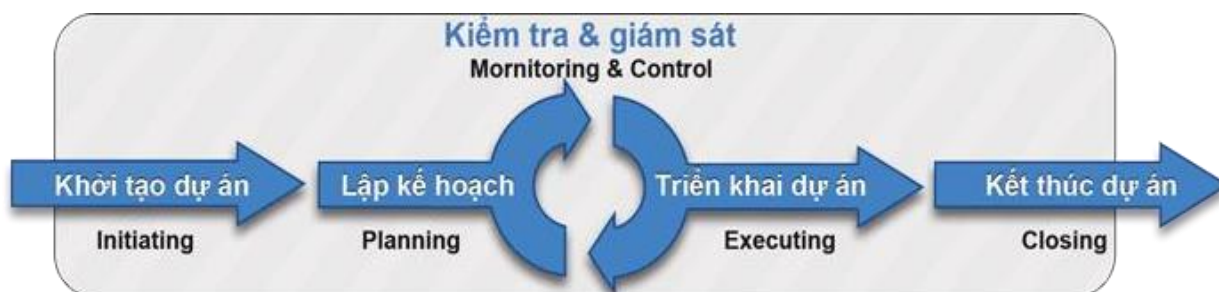 Kiểm tra & giám sát
Mornitoring & Control
Khởi tạo dự án
Lập kế hoạch
Triển khai dự án
Kết thúc dự án
Initiating
Planning
Executing
Closing